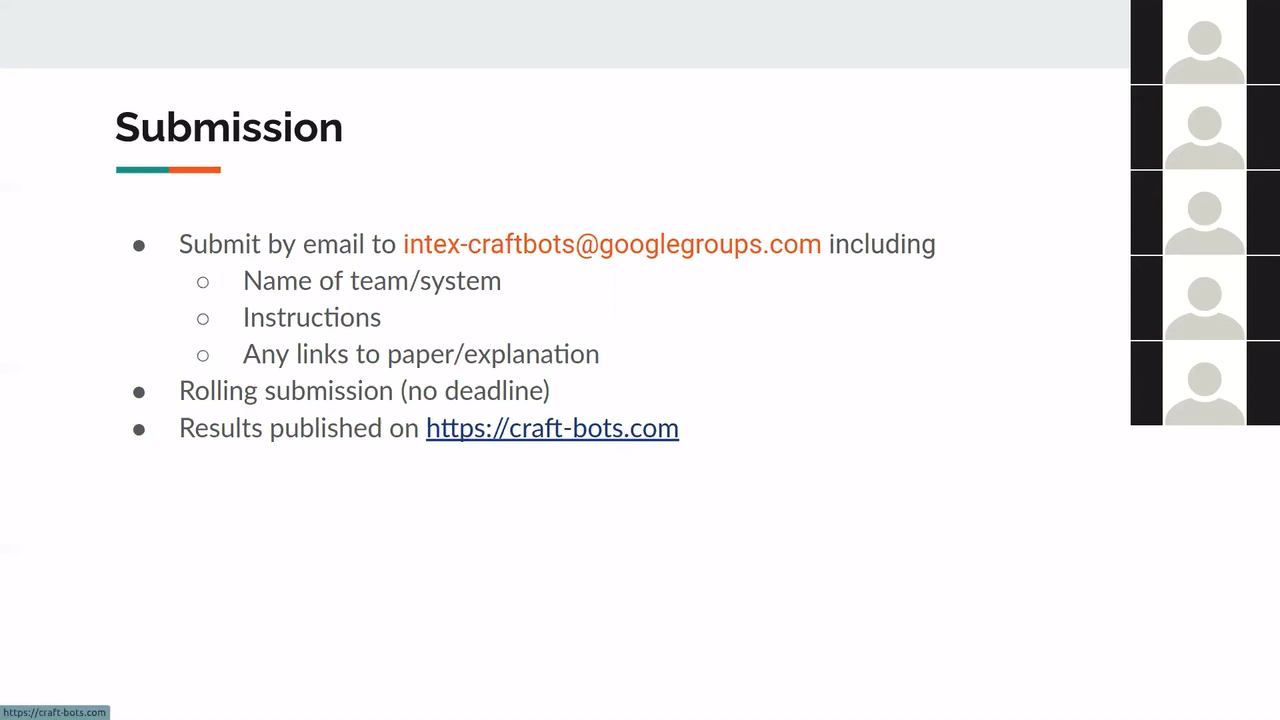 Submission
● Submit by email to intex-craftbots@googlegroups.com including
○ Name of team/system
○ Instructions
○ Any links to paper/explanation
● Rolling submission (no deadline)
● Results published on https://craft-bots.com
https://craft-bots.com